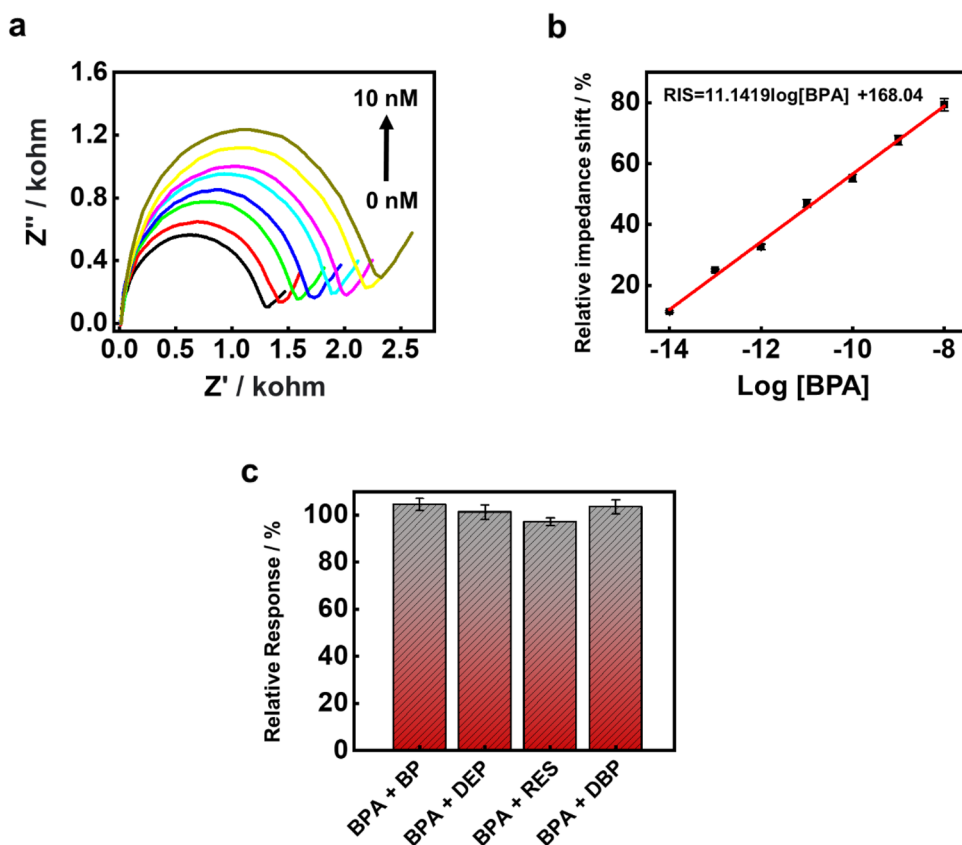 a
1.6
1.2
0.8
0.4
0.0
Z'' / kohm
10 nM
0 nM
0.0 0.5 1.0 1.5 2.0 2.5
Z' / kohm
b
RIS=11.1419log[BPA] +168.04
80
60
40
20
Relative impedance shift / %
-14 -12 -10 -8
Log [BPA]
c
100
80
60
40
20
0
Relative Response / %
BPA + BP
BPA + DEP
BPA + RES
BPA + DBP